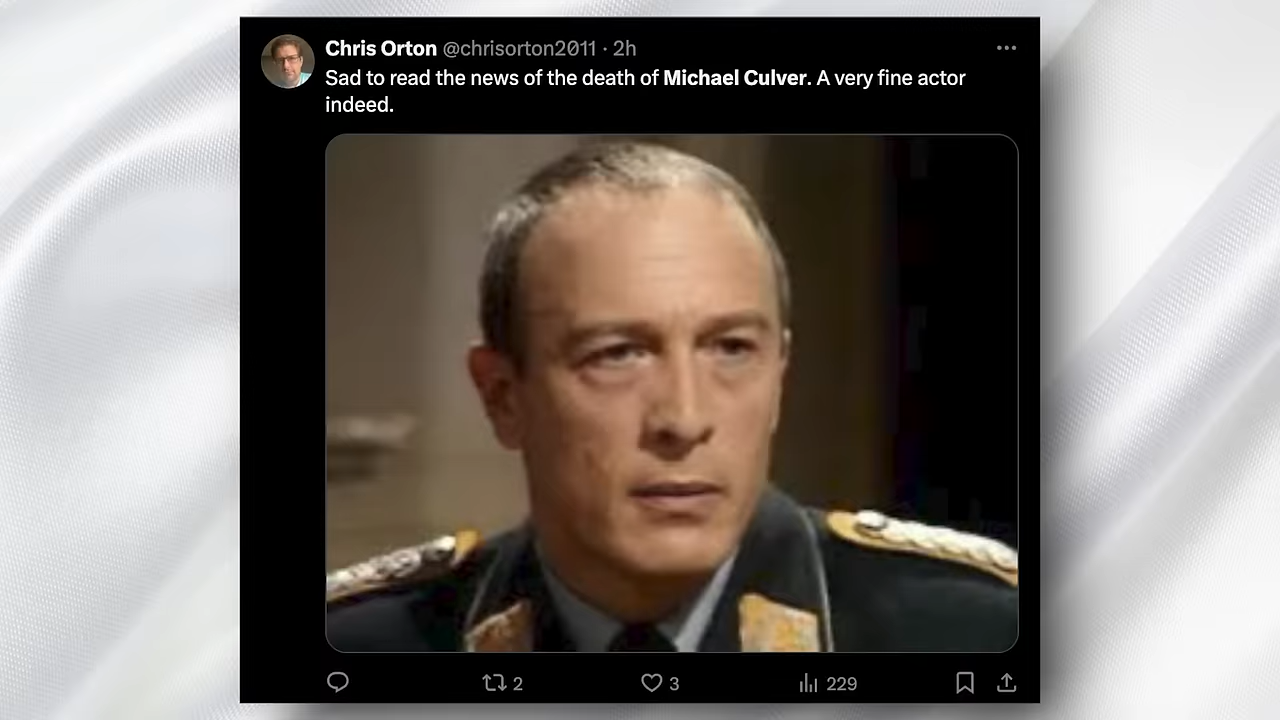 Chris Orton @chrisorton2011 · 2h
Sad to read the news of the death of Michael Culver. A very fine actor
indeed.
2 3 229